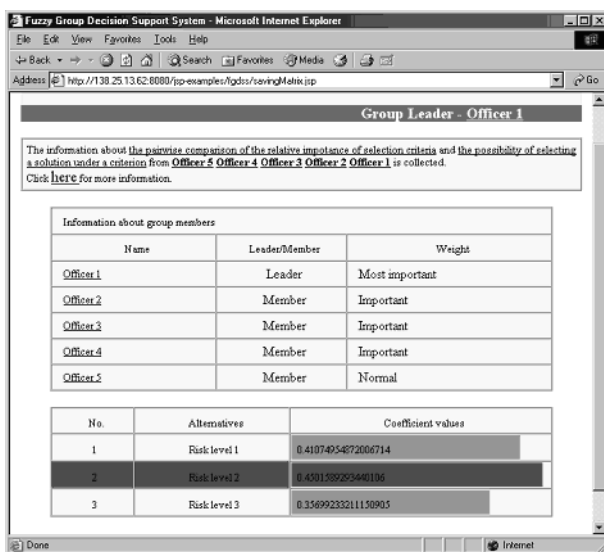 Fuzzy Group Decision Support System - Microsoft Internet Explorer
File Edit View Favorites Tools Help
Back Search Favorites Media
Address http://138.25.13.62:8080/jsp-examples/fgdss/savingMatrix.jsp Go
Group Leader - Officer 1
The information about the pairwise comparison of the relative impotance of selection criteria and the possibility of selecting
a solution under a criterion from Officer 5 Officer 4 Officer 3 Officer 2 Officer 1 is collected.
Click here for more information.
Information about group members
Name Leader/Member Weight
Officer 1 Leader Most important
Officer 2 Member Important
Officer 3 Member Important
Officer 4 Member Important
Officer 5 Member Normal
No. Alternatives Coefficient values
1 Risk level 1 0.41074954872006714
2 Risk level 2 0.4501589293440106
3 Risk level 3 0.35699233211150905
Done Internet